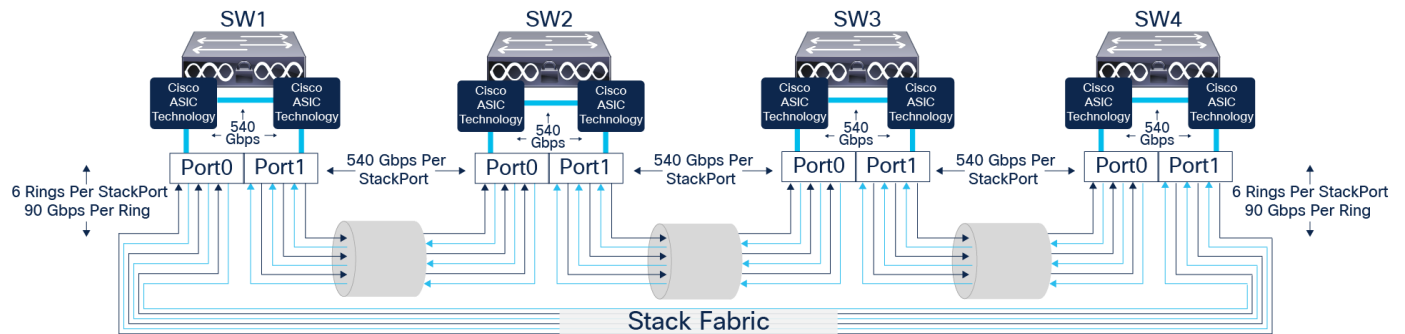 SW1
SW2
SW3
SW4
Cisco
ASIC
Technology
Cisco
ASIC
Technology
Cisco
ASIC
Technology
Cisco
ASIC
Technology
Cisco
ASIC
Technology
Cisco
ASIC
Technology
Cisco
ASIC
Technology
Cisco
ASIC
Technology
540
Gbps
540
Gbps
540
Gbps
540
Gbps
Port0
Port1
540 Gbps Per
StackPort
Port0
Port1
540 Gbps Per
StackPort
Port0
Port1
540 Gbps Per
StackPort
Port0
Port1
6 Rings Per StackPort
90 Gbps Per Ring
6 Rings Per StackPort
90 Gbps Per Ring
Stack Fabric